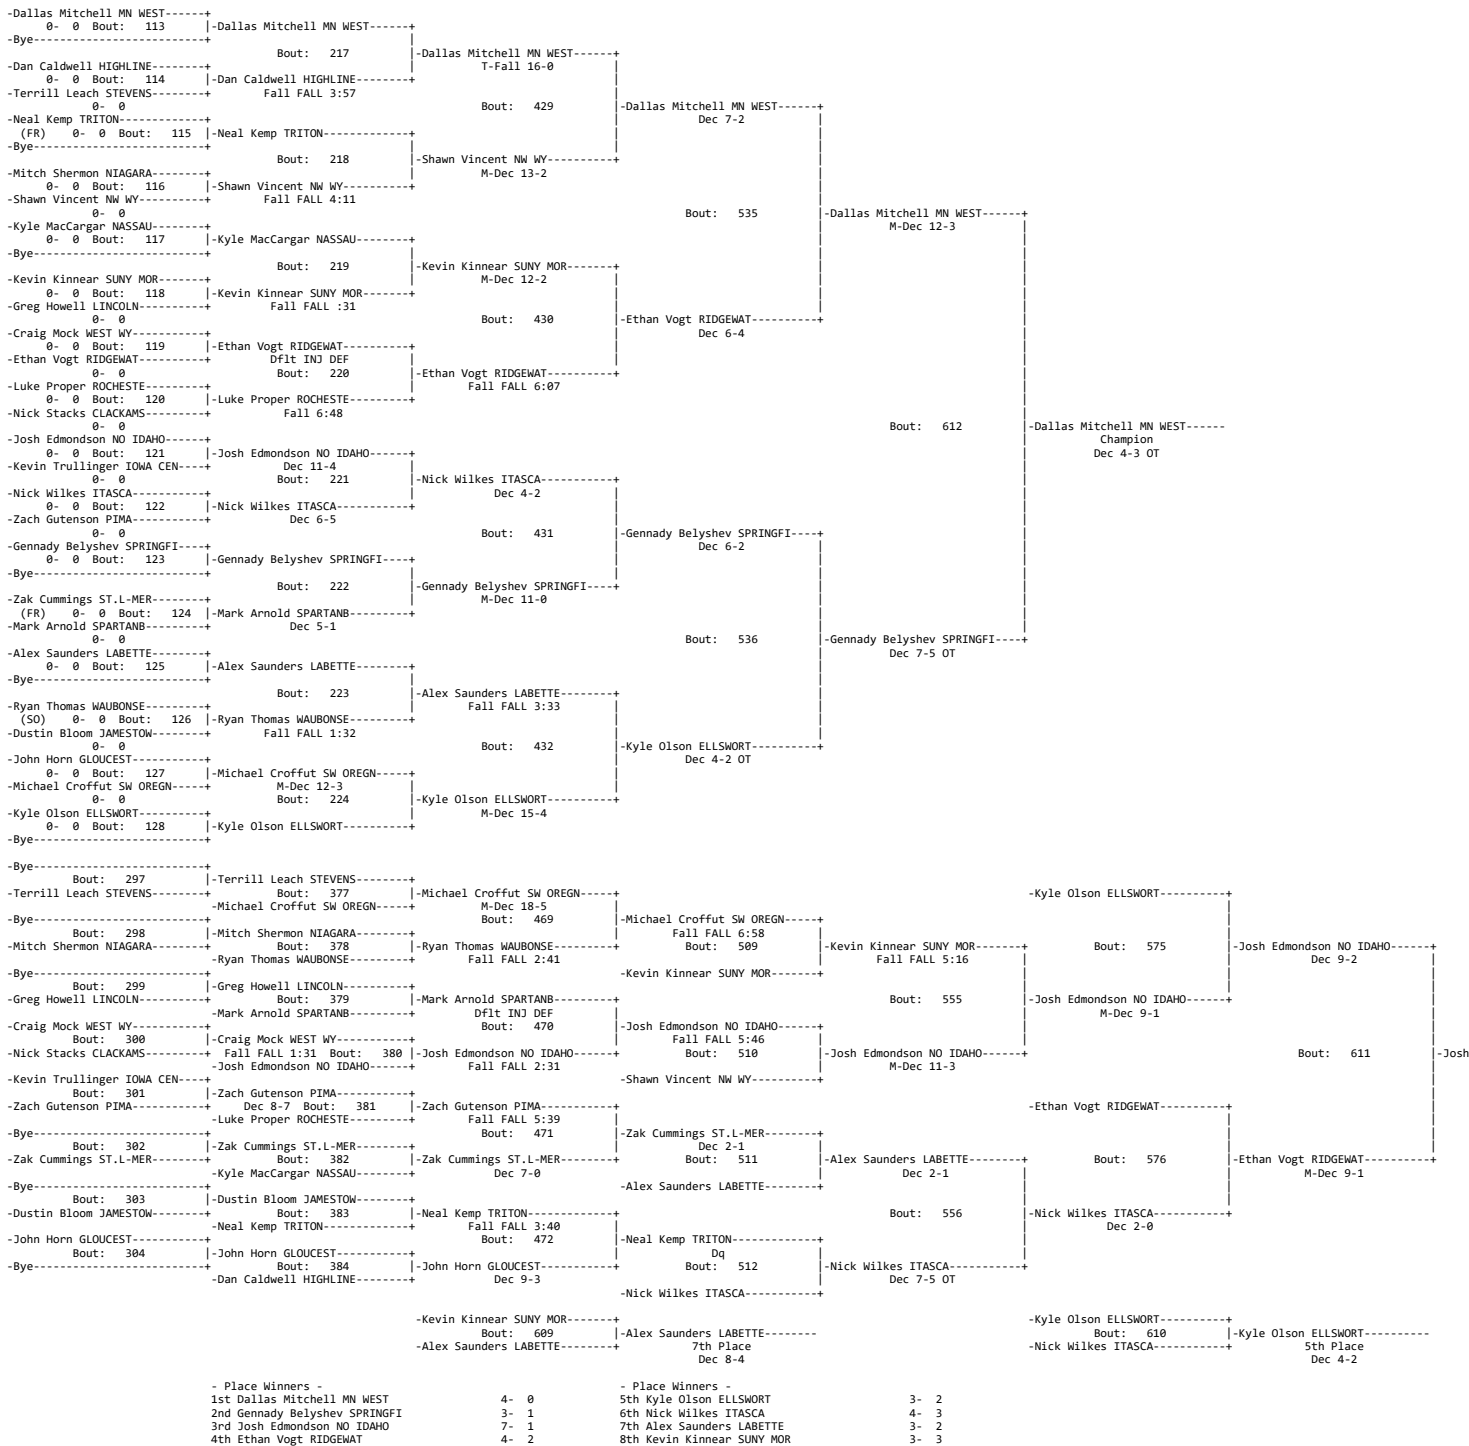 -Dallas Mitchell MN WEST------+
0-  0  Bout:   113      |-Dallas Mitchell MN WEST------+
-Bye--------------------------+                              |
Bout:   217          |-Dallas Mitchell MN WEST------+
-Dan Caldwell HIGHLINE--------+                              |          T-Fall 16-0         |
0-  0  Bout:   114      |-Dan Caldwell HIGHLINE--------+                              |
-Terrill Leach STEVENS--------+        Fall FALL 3:57                                       |
0-  0                                                    Bout:   429          |-Dallas Mitchell MN WEST------+
-Neal Kemp TRITON-------------+                                                             |            Dec 7-2           |
(FR)    0-  0  Bout:   115  |-Neal Kemp TRITON-------------+                              |                              |
-Bye--------------------------+                              |                              |                              |
Bout:   218          |-Shawn Vincent NW WY----------+                              |
-Mitch Shermon NIAGARA--------+                              |          M-Dec 13-2                                         |
0-  0  Bout:   116      |-Shawn Vincent NW WY----------+                                                             |
-Shawn Vincent NW WY----------+        Fall FALL 4:11                                                                      |
0-  0                                                                                   Bout:   535          |-Dallas Mitchell MN WEST------+
-Kyle MacCargar NASSAU--------+                                                                                            |          M-Dec 12-3          |
0-  0  Bout:   117      |-Kyle MacCargar NASSAU--------+                                                             |                              |
-Bye--------------------------+                              |                                                             |                              |
Bout:   219          |-Kevin Kinnear SUNY MOR-------+                              |                              |
-Kevin Kinnear SUNY MOR-------+                              |          M-Dec 12-2          |                              |                              |
0-  0  Bout:   118      |-Kevin Kinnear SUNY MOR-------+                              |                              |                              |
-Greg Howell LINCOLN----------+         Fall FALL :31                                       |                              |                              |
0-  0                                                    Bout:   430          |-Ethan Vogt RIDGEWAT----------+                              |
-Craig Mock WEST WY-----------+                                                             |            Dec 6-4                                          |
0-  0  Bout:   119      |-Ethan Vogt RIDGEWAT----------+                              |                                                             |
-Ethan Vogt RIDGEWAT----------+         Dflt INJ DEF         |                              |                                                             |
0-  0                      Bout:   220          |-Ethan Vogt RIDGEWAT----------+                                                             |
-Luke Proper ROCHESTE---------+                              |        Fall FALL 6:07                                                                      |
0-  0  Bout:   120      |-Luke Proper ROCHESTE---------+                                                                                            |
-Nick Stacks CLACKAMS---------+           Fall 6:48                                                                                                       |
0-  0                                                                                                                  Bout:   612          |-Dallas Mitchell MN WEST------
-Josh Edmondson NO IDAHO------+                                                                                                                           |           Champion
0-  0  Bout:   121      |-Josh Edmondson NO IDAHO------+                                                                                            |          Dec 4-3 OT
-Kevin Trullinger IOWA CEN----+           Dec 11-4           |                                                                                            |
0-  0                      Bout:   221          |-Nick Wilkes ITASCA-----------+                                                             |
-Nick Wilkes ITASCA-----------+                              |            Dec 4-2           |                                                             |
0-  0  Bout:   122      |-Nick Wilkes ITASCA-----------+                              |                                                             |
-Zach Gutenson PIMA-----------+            Dec 6-5                                          |                                                             |
0-  0                                                    Bout:   431          |-Gennady Belyshev SPRINGFI----+                              |
-Gennady Belyshev SPRINGFI----+                                                             |            Dec 6-2           |                              |
0-  0  Bout:   123      |-Gennady Belyshev SPRINGFI----+                              |                              |                              |
-Bye--------------------------+                              |                              |                              |                              |
Bout:   222          |-Gennady Belyshev SPRINGFI----+                              |                              |
-Zak Cummings ST.L-MER--------+                              |          M-Dec 11-0                                         |                              |
(FR)    0-  0  Bout:   124  |-Mark Arnold SPARTANB---------+                                                             |                              |
-Mark Arnold SPARTANB---------+            Dec 5-1                                                                         |                              |
0-  0                                                                                   Bout:   536          |-Gennady Belyshev SPRINGFI----+
-Alex Saunders LABETTE--------+                                                                                            |          Dec 7-5 OT
0-  0  Bout:   125      |-Alex Saunders LABETTE--------+                                                             |
-Bye--------------------------+                              |                                                             |
Bout:   223          |-Alex Saunders LABETTE--------+                              |
-Ryan Thomas WAUBONSE---------+                              |        Fall FALL 3:33        |                              |
(SO)    0-  0  Bout:   126  |-Ryan Thomas WAUBONSE---------+                              |                              |
-Dustin Bloom JAMESTOW--------+        Fall FALL 1:32                                       |                              |
0-  0                                                    Bout:   432          |-Kyle Olson ELLSWORT----------+
-John Horn GLOUCEST-----------+                                                             |          Dec 4-2 OT
0-  0  Bout:   127      |-Michael Croffut SW OREGN-----+                              |
-Michael Croffut SW OREGN-----+          M-Dec 12-3          |                              |
0-  0                      Bout:   224          |-Kyle Olson ELLSWORT----------+
-Kyle Olson ELLSWORT----------+                              |          M-Dec 15-4
0-  0  Bout:   128      |-Kyle Olson ELLSWORT----------+
-Bye--------------------------+
-Bye--------------------------+
Bout:   297          |-Terrill Leach STEVENS--------+
-Terrill Leach STEVENS--------+          Bout:   377          |-Michael Croffut SW OREGN-----+          -Kyle Olson ELLSWORT----------+
-Michael Croffut SW OREGN-----+          M-Dec 18-5          |          |
-Bye--------------------------+          Bout:   469          |-Michael Croffut SW OREGN-----+          |
Bout:   298          |-Mitch Shermon NIAGARA--------+          |        Fall FALL 6:58        |          |
-Mitch Shermon NIAGARA--------+          Bout:   378          |-Ryan Thomas WAUBONSE---------+          Bout:   509          |-Kevin Kinnear SUNY MOR-------+          Bout:   575          |-Josh Edmondson NO IDAHO------+
-Ryan Thomas WAUBONSE---------+        Fall FALL 2:41          |        Fall FALL 5:16        |          |            Dec 9-2           |
-Bye--------------------------+          -Kevin Kinnear SUNY MOR-------+          |          |          |
Bout:   299          |-Greg Howell LINCOLN----------+          |          |          |
-Greg Howell LINCOLN----------+          Bout:   379          |-Mark Arnold SPARTANB---------+          Bout:   555          |-Josh Edmondson NO IDAHO------+          |
-Mark Arnold SPARTANB---------+         Dflt INJ DEF         |          |          M-Dec 9-1          |
-Craig Mock WEST WY-----------+          Bout:   470          |-Josh Edmondson NO IDAHO------+          |          |
Bout:   300          |-Craig Mock WEST WY-----------+          |        Fall FALL 5:46        |          |          |
-Nick Stacks CLACKAMS---------+  Fall FALL 1:31  Bout:   380 |-Josh Edmondson NO IDAHO------+          Bout:   510          |-Josh Edmondson NO IDAHO------+          Bout:   611          |-Josh
-Josh Edmondson NO IDAHO------+        Fall FALL 2:31          |          M-Dec 11-3          |
-Kevin Trullinger IOWA CEN----+          -Shawn Vincent NW WY----------+          |
Bout:   301          |-Zach Gutenson PIMA-----------+          |
-Zach Gutenson PIMA-----------+     Dec 8-7  Bout:   381     |-Zach Gutenson PIMA-----------+          -Ethan Vogt RIDGEWAT----------+          |
-Luke Proper ROCHESTE---------+        Fall FALL 5:39        |          |          |
-Bye--------------------------+          Bout:   471          |-Zak Cummings ST.L-MER--------+          |          |
Bout:   302          |-Zak Cummings ST.L-MER--------+          |            Dec 2-1           |          |          |
-Zak Cummings ST.L-MER--------+          Bout:   382          |-Zak Cummings ST.L-MER--------+          Bout:   511          |-Alex Saunders LABETTE--------+          Bout:   576          |-Ethan Vogt RIDGEWAT----------+
-Kyle MacCargar NASSAU--------+            Dec 7-0          |            Dec 2-1           |          |          M-Dec 9-1
-Bye--------------------------+          -Alex Saunders LABETTE--------+          |          |
Bout:   303          |-Dustin Bloom JAMESTOW--------+          |          |
-Dustin Bloom JAMESTOW--------+          Bout:   383          |-Neal Kemp TRITON-------------+          Bout:   556          |-Nick Wilkes ITASCA-----------+
-Neal Kemp TRITON-------------+        Fall FALL 3:40        |          |            Dec 2-0
-John Horn GLOUCEST-----------+          Bout:   472          |-Neal Kemp TRITON-------------+          |
Bout:   304          |-John Horn GLOUCEST-----------+          |              Dq              |          |
-Bye--------------------------+          Bout:   384          |-John Horn GLOUCEST-----------+          Bout:   512          |-Nick Wilkes ITASCA-----------+
-Dan Caldwell HIGHLINE--------+            Dec 9-3          |          Dec 7-5 OT
-Nick Wilkes ITASCA-----------+
-Kevin Kinnear SUNY MOR-------+          -Kyle Olson ELLSWORT----------+
Bout:   609          |-Alex Saunders LABETTE--------          Bout:   610          |-Kyle Olson ELLSWORT----------
-Alex Saunders LABETTE--------+           7th Place          -Nick Wilkes ITASCA-----------+           5th Place
Dec 8-4          Dec 4-2
- Place Winners -          - Place Winners -
1st Dallas Mitchell MN WEST          4-  0          5th Kyle Olson ELLSWORT          3-  2
2nd Gennady Belyshev SPRINGFI          3-  1          6th Nick Wilkes ITASCA          4-  3
3rd Josh Edmondson NO IDAHO          7-  1          7th Alex Saunders LABETTE          3-  2
4th Ethan Vogt RIDGEWAT          4-  2          8th Kevin Kinnear SUNY MOR          3-  3